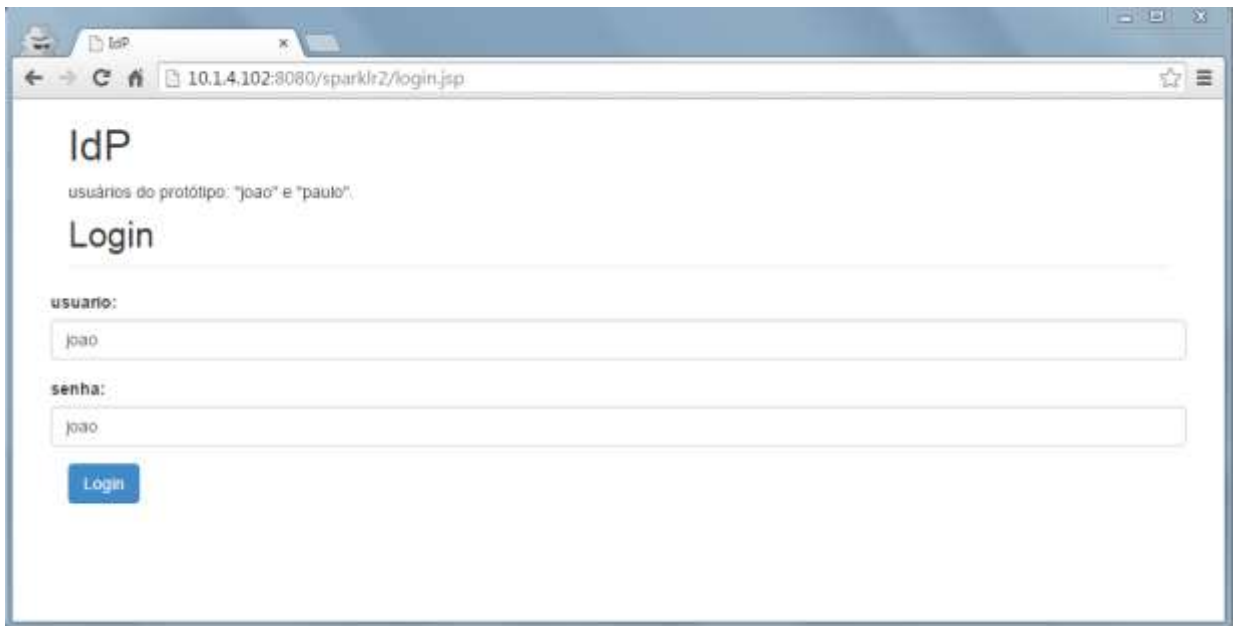 IdP
10.1.4.102:8080/sparklr2/login.jsp
IdP
usuários do protótipo: "joao" e "paulo".
Login
usuario:
joao
senha:
joao
Login